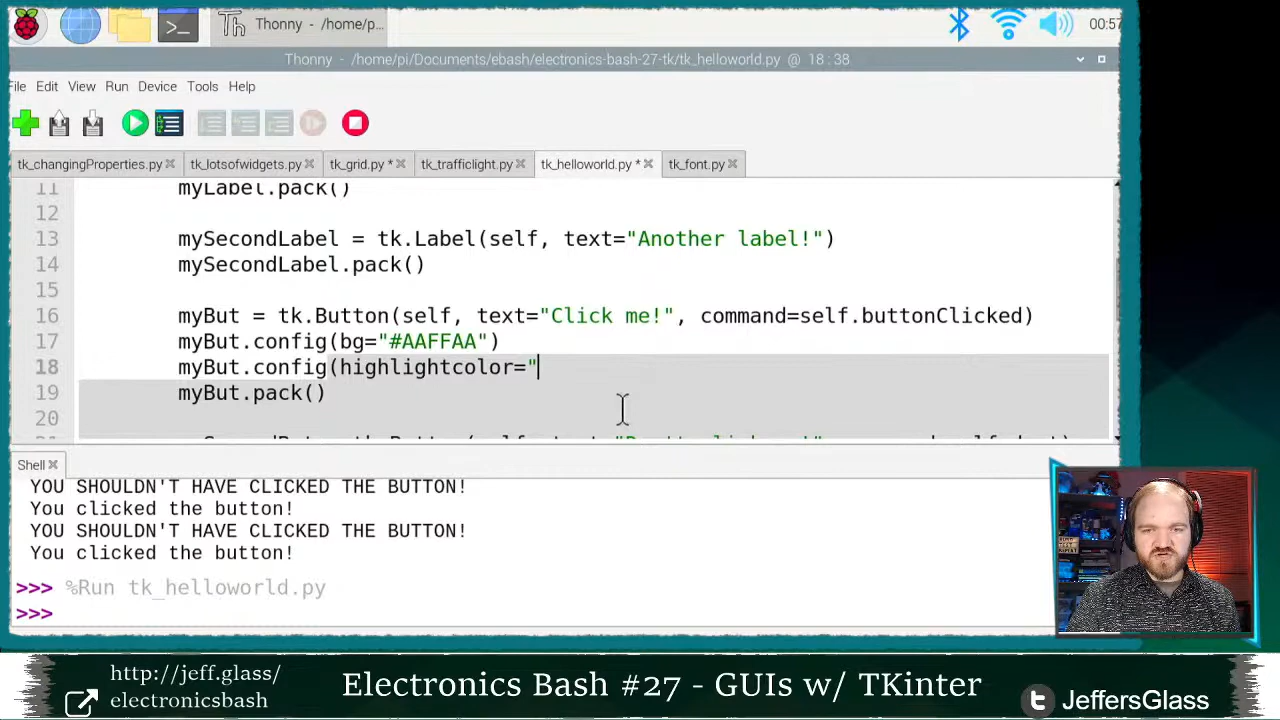 Thonny - /home/p...
00:57
Thonny - /home/pi/Documents/ebash/electronics-bash-27-tk/tk_helloworld.py @ 18 : 38
File Edit View Run Device Tools Help
tk_changingProperties.py tk_lotsofwidgets.py tk_grid.py * tk_trafficlight.py tk_helloworld.py * tk_font.py
11 myLabel.pack()
12
13 mySecondLabel = tk.Label(self, text="Another label!")
14 mySecondLabel.pack()
15
16 myBut = tk.Button(self, text="Click me!", command=self.buttonClicked)
17 myBut.config(bg="#AAFFAA")
18 myBut.config(highlightcolor="
19 myBut.pack()
20
Shell
YOU SHOULDN'T HAVE CLICKED THE BUTTON!
You clicked the button!
YOU SHOULDN'T HAVE CLICKED THE BUTTON!
You clicked the button!
>>> %Run tk_helloworld.py
>>>
http://jeff.glass/
electronicsbash
Electronics Bash #27 - GUIs w/ TKinter
JeffersGlass